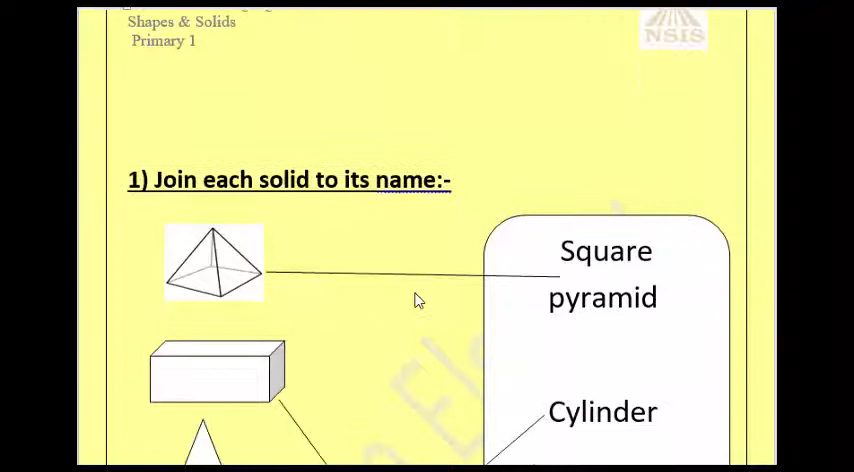 Shapes & Solids
Primary 1
NSIS
1) Join each solid to its name:-
Square
pyramid
Cylinder